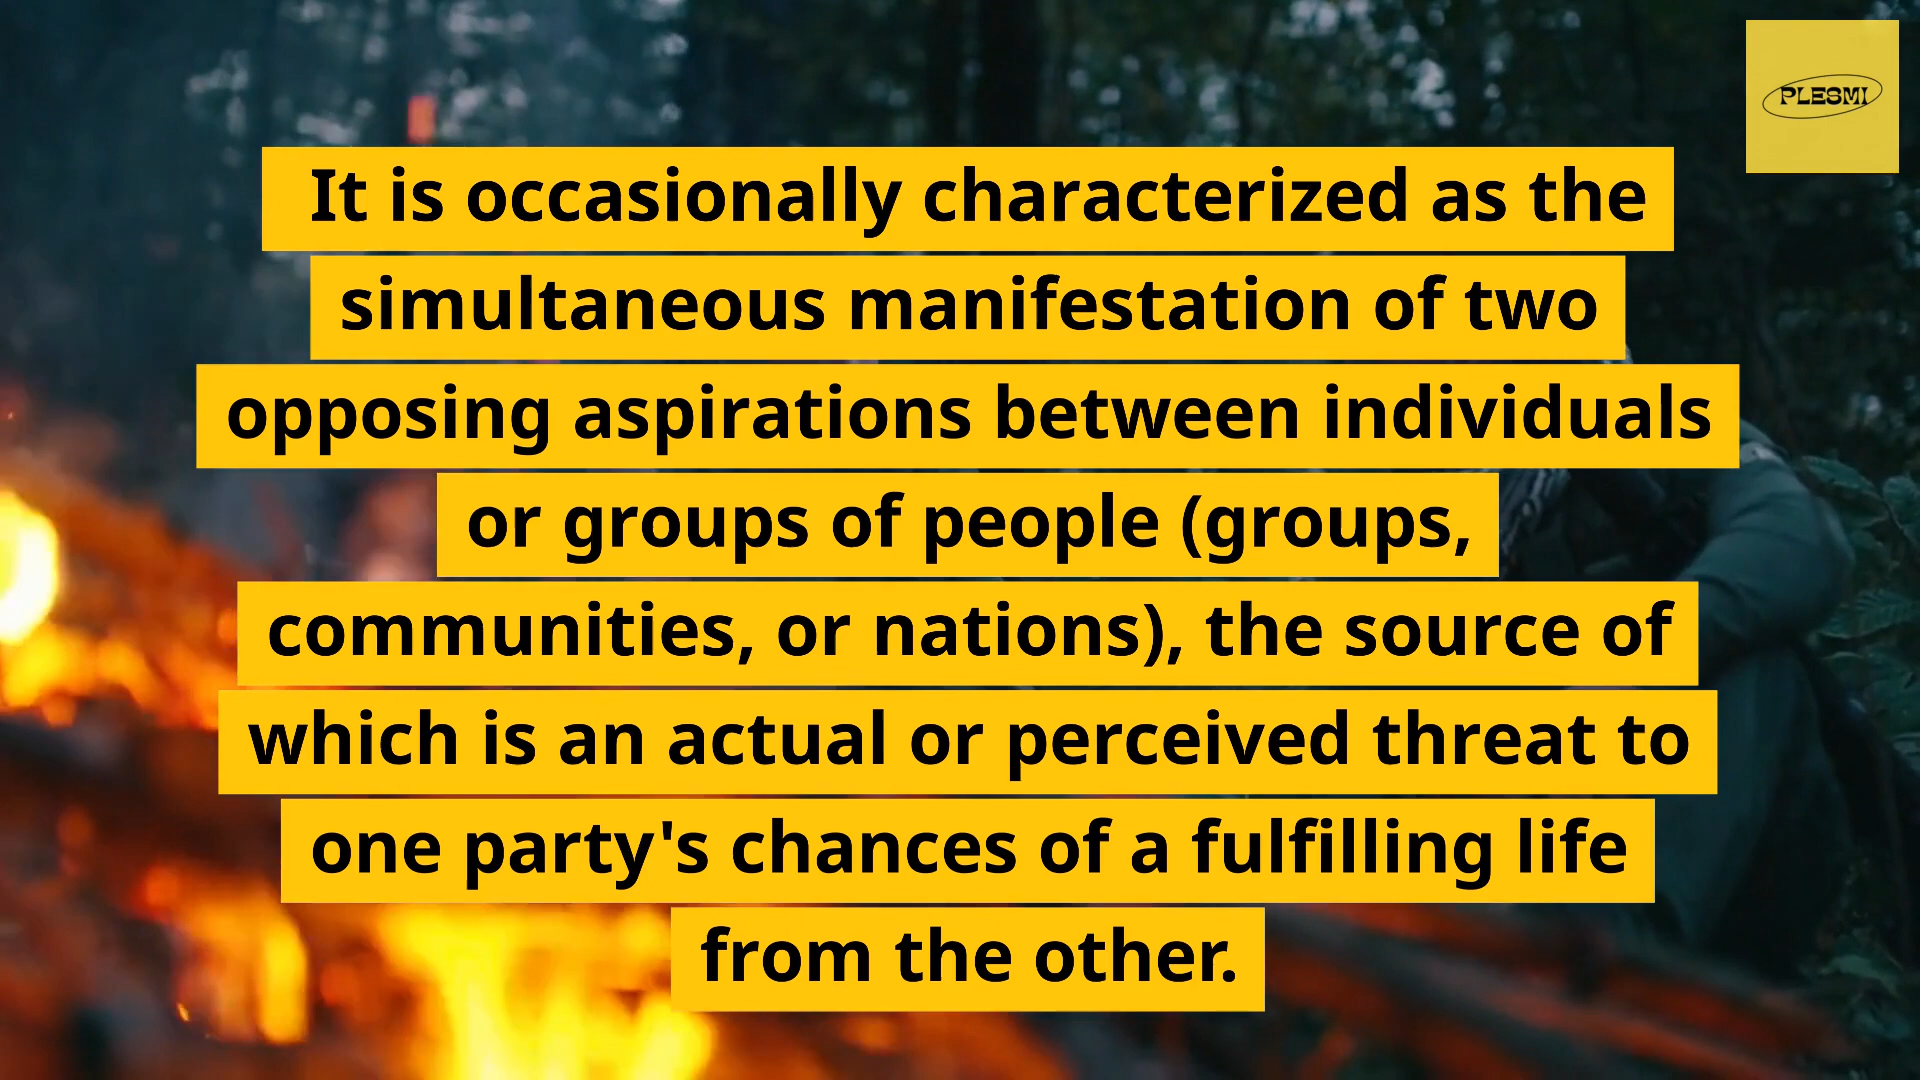 PLESMI
It is occasionally characterized as the
simultaneous manifestation of two
opposing aspirations between individuals
or groups of people (groups,
communities, or nations), the source of
which is an actual or perceived threat to
one party's chances of a fulfilling life
from the other.